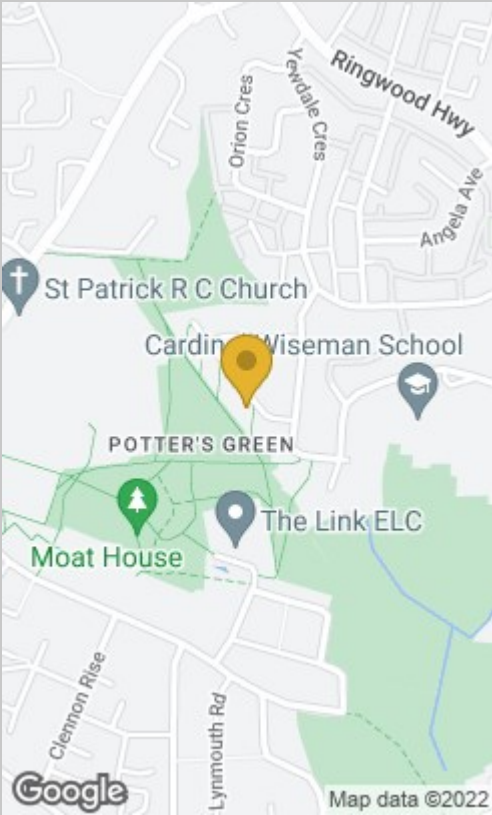 Ringwood Hwy
Yewdale Cres
Orion Cres
Angela Ave
St Patrick R C Church
Cardin Wiseman School
POTTER'S GREEN
The Link ELC
Moat House
Clennon Rise
Lynmouth Rd
Google
Map data ©2022